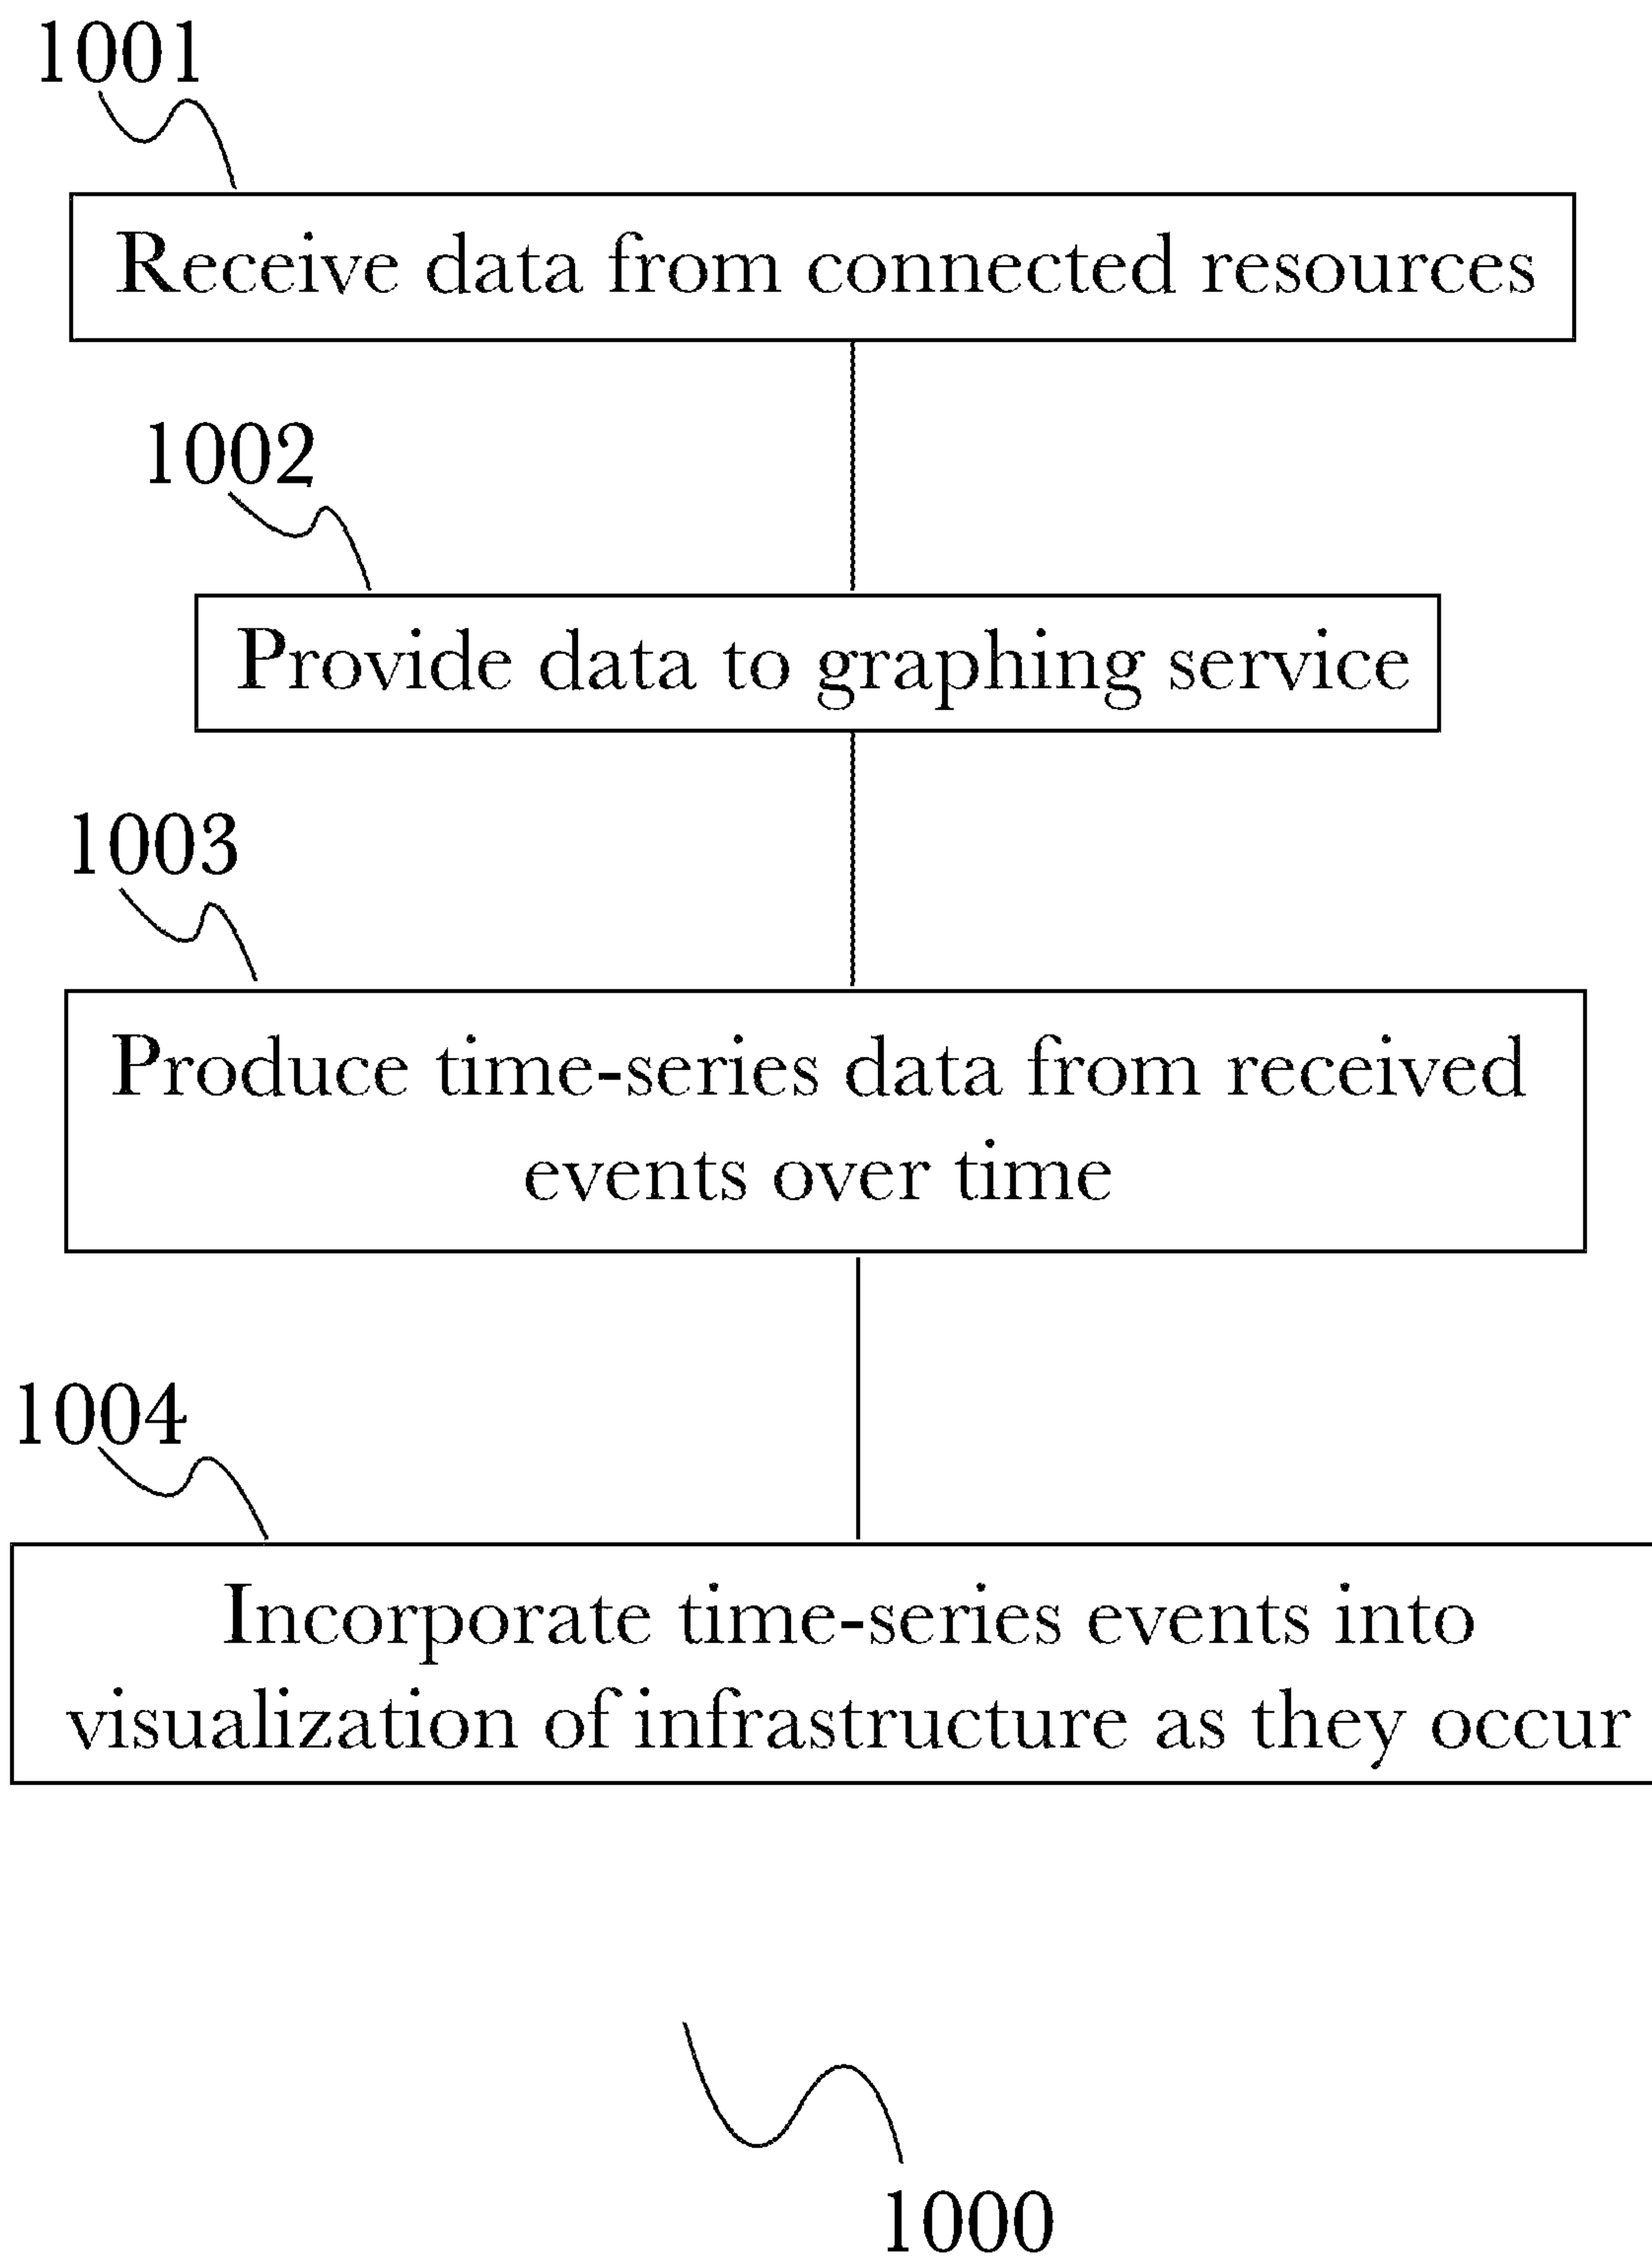 1001
Receive data from connected resources
1002
Provide data to graphing service
1003
Produce time-series data from received
events over time
1004
Incorporate time-series events into
visualization of infrastructure as they occur
1000